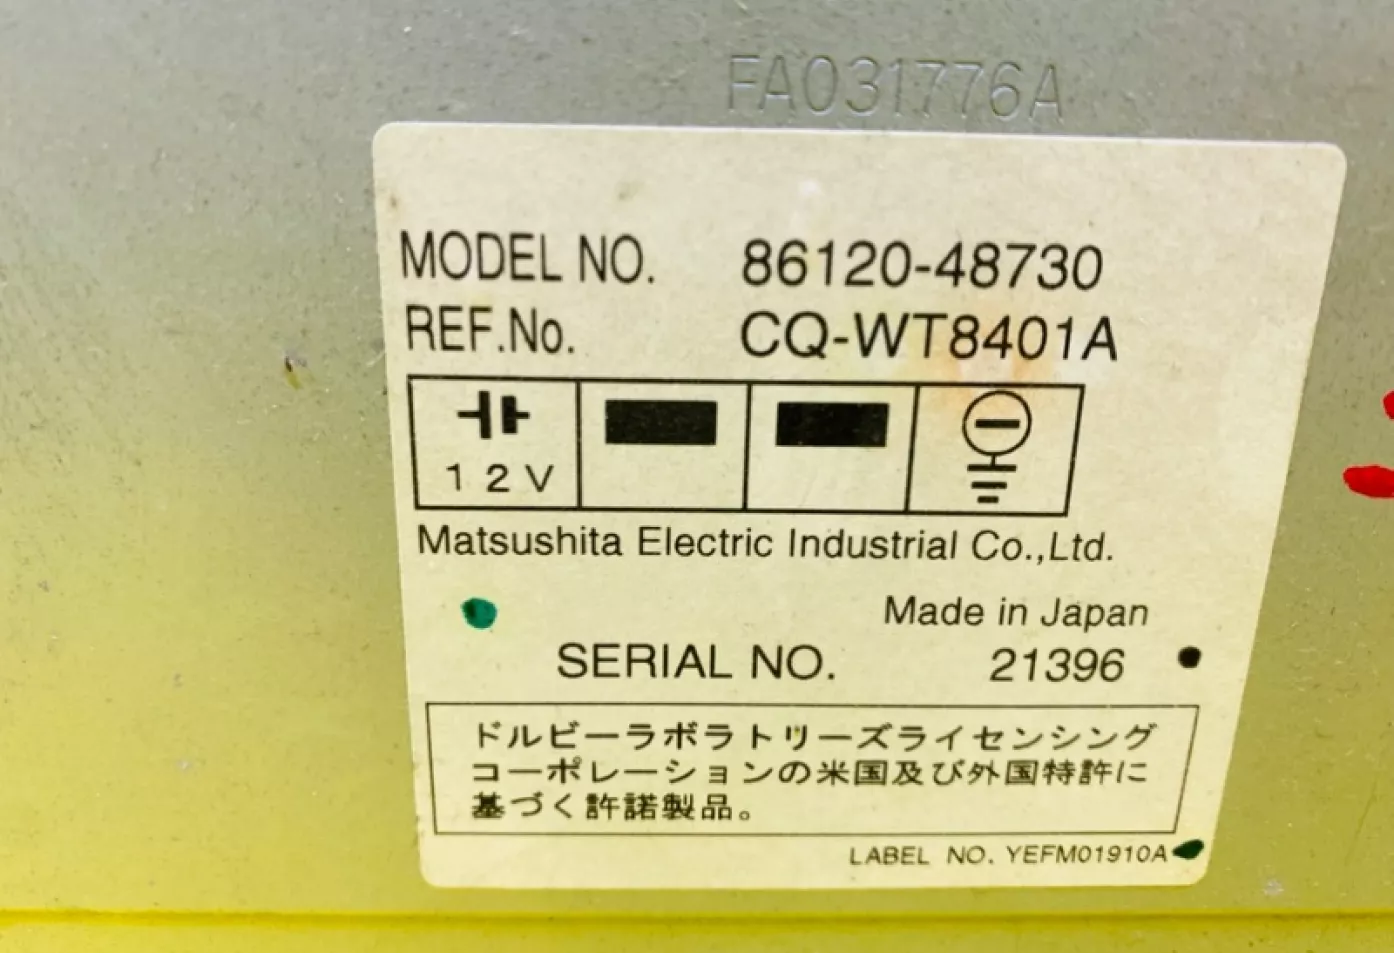 FA031776A
MODEL NO. 86120-48730
REF.No. CQ-WT8401A
12V
Matsushita Electric Industrial Co.,Ltd.
Made in Japan
SERIAL NO. 21396
ドルビーラボラトリーズライセンシング
コーポレーションの米国及び外国特許に
基づく許諾製品。
LABEL NO. YEFM01910A